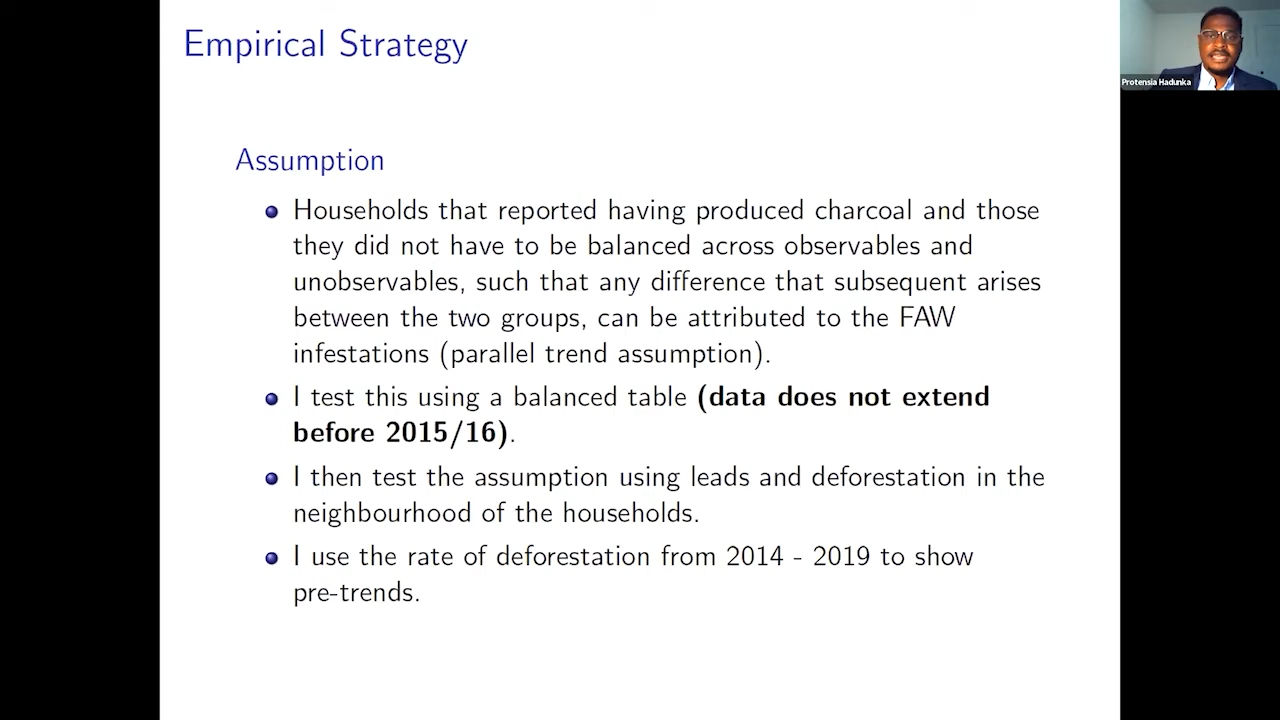 Empirical Strategy
Protensia Hadunka
Assumption
Households that reported having produced charcoal and those
they did not have to be balanced across observables and
unobservables, such that any difference that subsequent arises
between the two groups, can be attributed to the FAW
infestations (parallel trend assumption).
I test this using a balanced table (data does not extend
before 2015/16).
I then test the assumption using leads and deforestation in the
neighbourhood of the households.
I use the rate of deforestation from 2014 - 2019 to show
pre-trends.